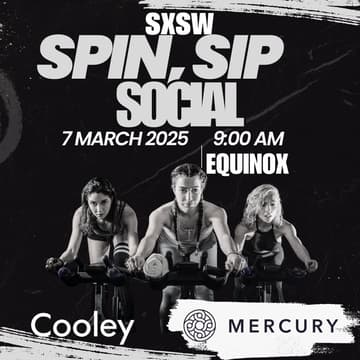 SXSW
SPIN, SIP
SOCIAL
7 MARCH 2025 9:00 AM
EQUINOX
Cooley
MERCURY